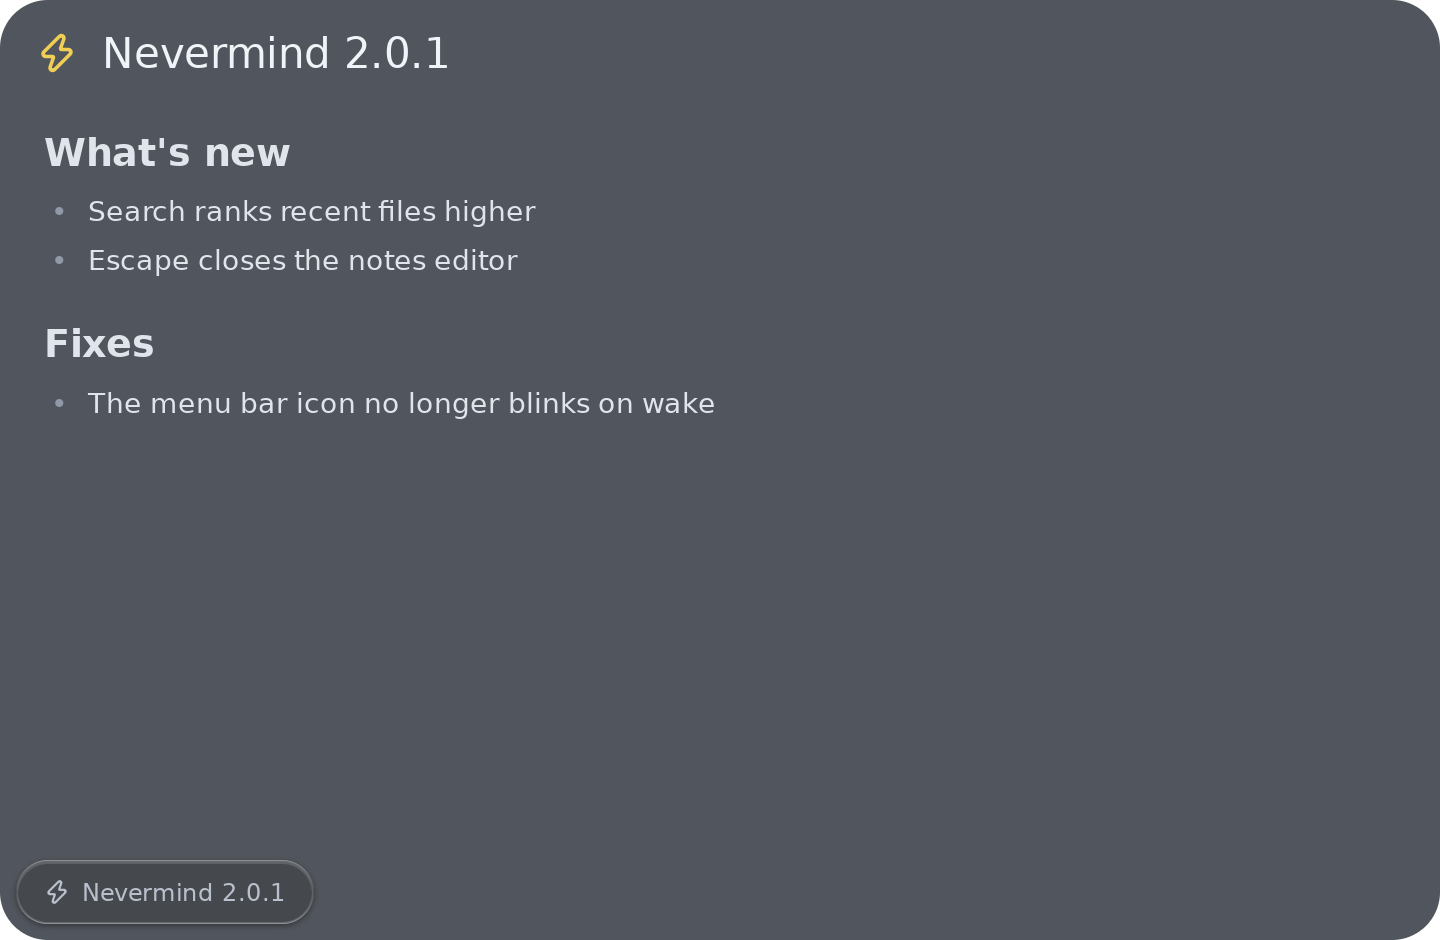 Nevermind 2.0.1
What's new
• Search ranks recent files higher
• Escape closes the notes editor
Fixes
• The menu bar icon no longer blinks on wake
Nevermind 2.0.1